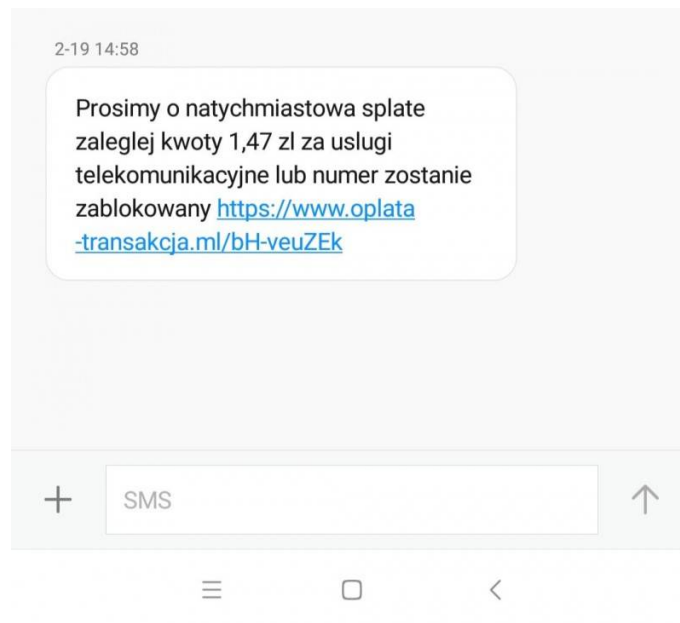 2-19 14:58
Prosimy o natychmiastowa splate
zaleglej kwoty 1,47 zl za uslugi
telekomunikacyjne lub numer zostanie
zablokowany https://www.oplata
-transakcja.ml/bH-veuZEk
SMS